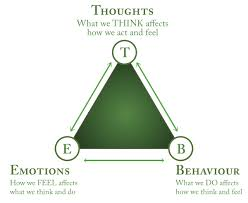 THOUGHTS
What we THINK affects
how we act and feel
T
E
B
EMOTIONS
How we FEEL affects
what we think and do
BEHAVIOUR
What we DO affects
how we think and feel